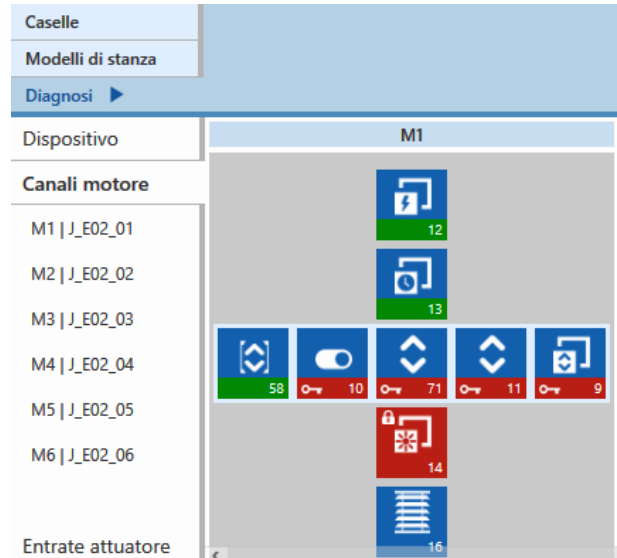 Caselle
Modelli di stanza
Diagnosi
Dispositivo
M1
Canali motore
M1 | J_E02_01
M2 | J_E02_02
M3 | J_E02_03
M4 | J_E02_04
M5 | J_E02_05
M6 | J_E02_06
Entrate attuatore
12
13
58 10 71 11 9
14
16